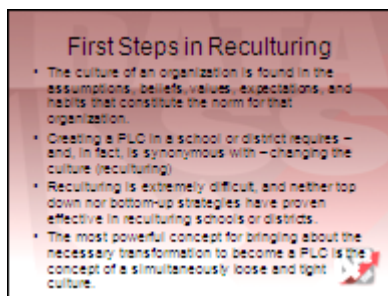 First Steps in Reculturing
• The culture of an organization is found in the
assumptions, beliefs, values, expectations, and
habits that constitute the norm for that
organization.
• Creating a PLC in a school or district requires –
and, in fact, is synonymous with – changing the
culture (reculturing)
• Reculturing is extremely difficult, and neither top
down nor bottom-up strategies have proven
effective in reculturing schools or districts.
• The most powerful concept for bringing about the
necessary transformation to become a PLC is the
concept of a simultaneously loose and tight
culture.